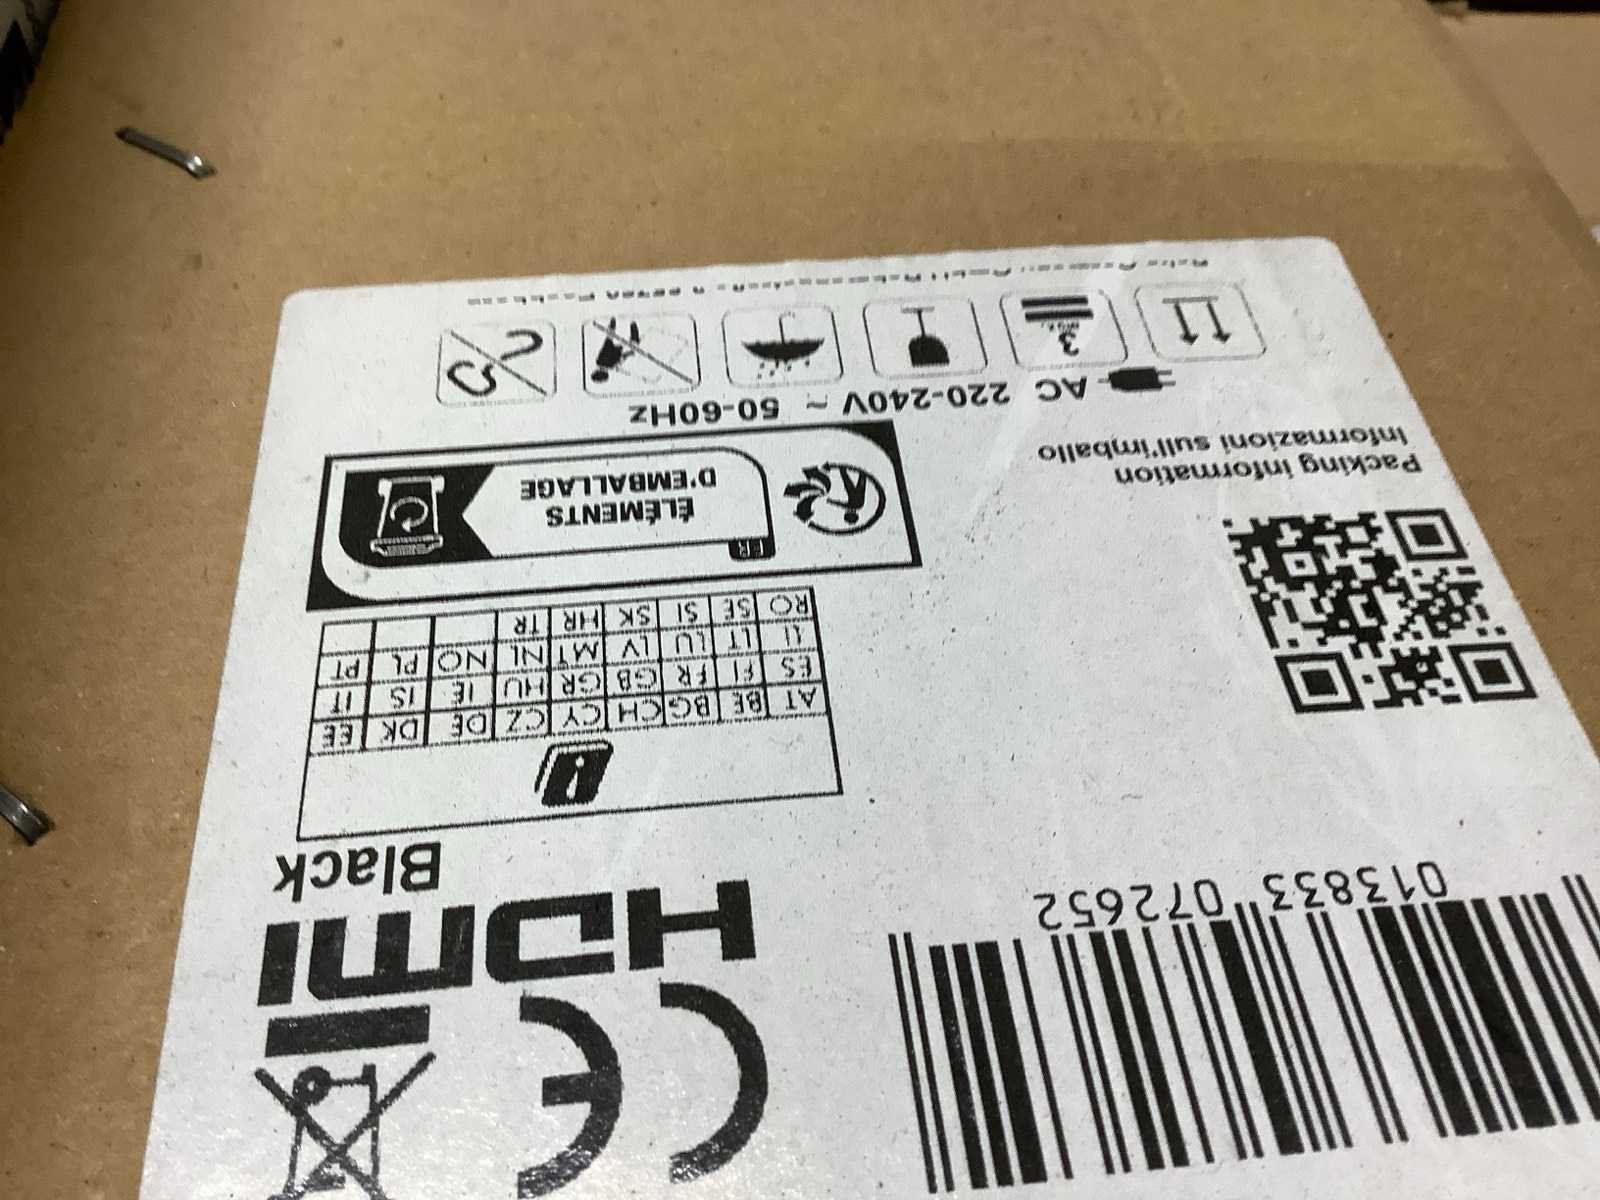 013833 072652
HDMI
Black
i
AT BE BG CH CY CZ DE DK EE
ES FI FR GB GR HU IE IS IT
LI LT LU LV MT NL NO PL PT
RO SE SI SK HR TR
Packing information
Informazioni sull'imballo
FR
ÉLÉMENTS
D'EMBALLAGE
AC 220-240V ~ 50-60Hz
3
max.